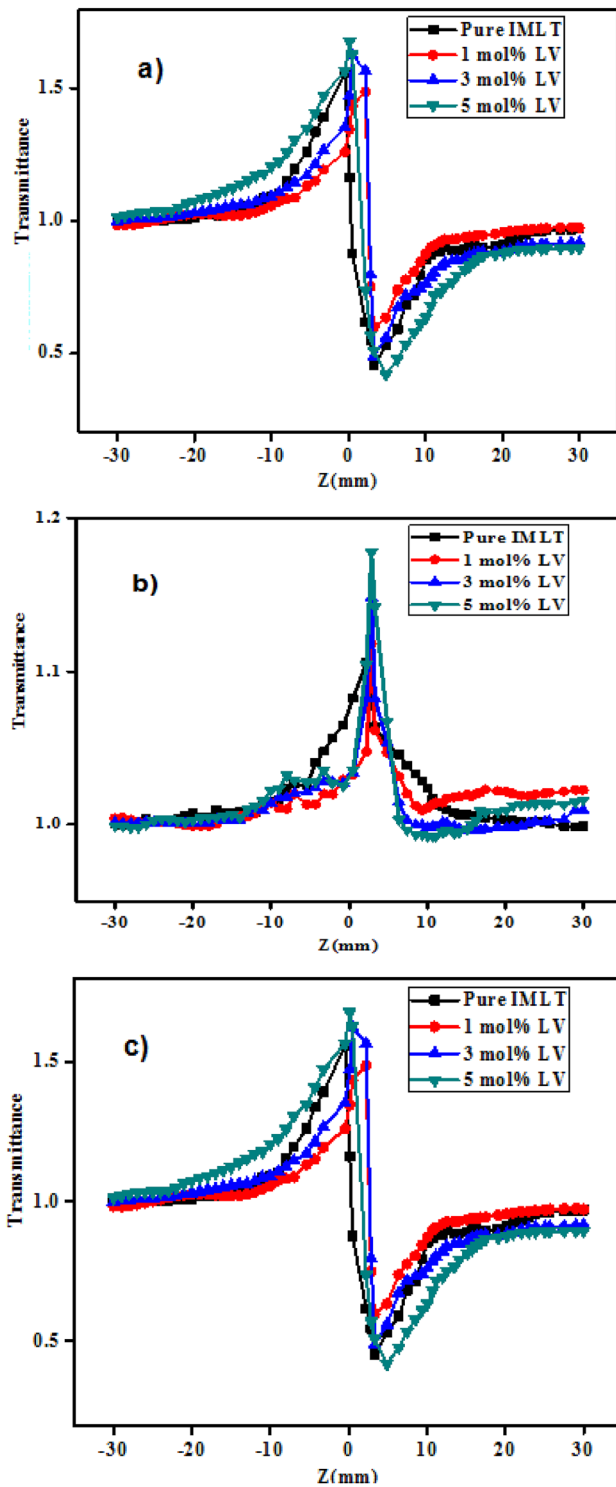 a)
Pure IMLT
1 mol% LV
3 mol% LV
5 mol% LV
1.5
1.0
0.5
Transmittance
-30 -20 -10 0 10 20 30
Z(mm)
b)
Pure IMLT
1 mol% LV
3 mol% LV
5 mol% LV
1.2
1.1
1.0
Transmittance
-30 -20 -10 0 10 20 30
Z(mm)
c)
Pure IMLT
1 mol% LV
3 mol% LV
5 mol% LV
1.5
1.0
0.5
Transmittance
-30 -20 -10 0 10 20 30
Z(mm)